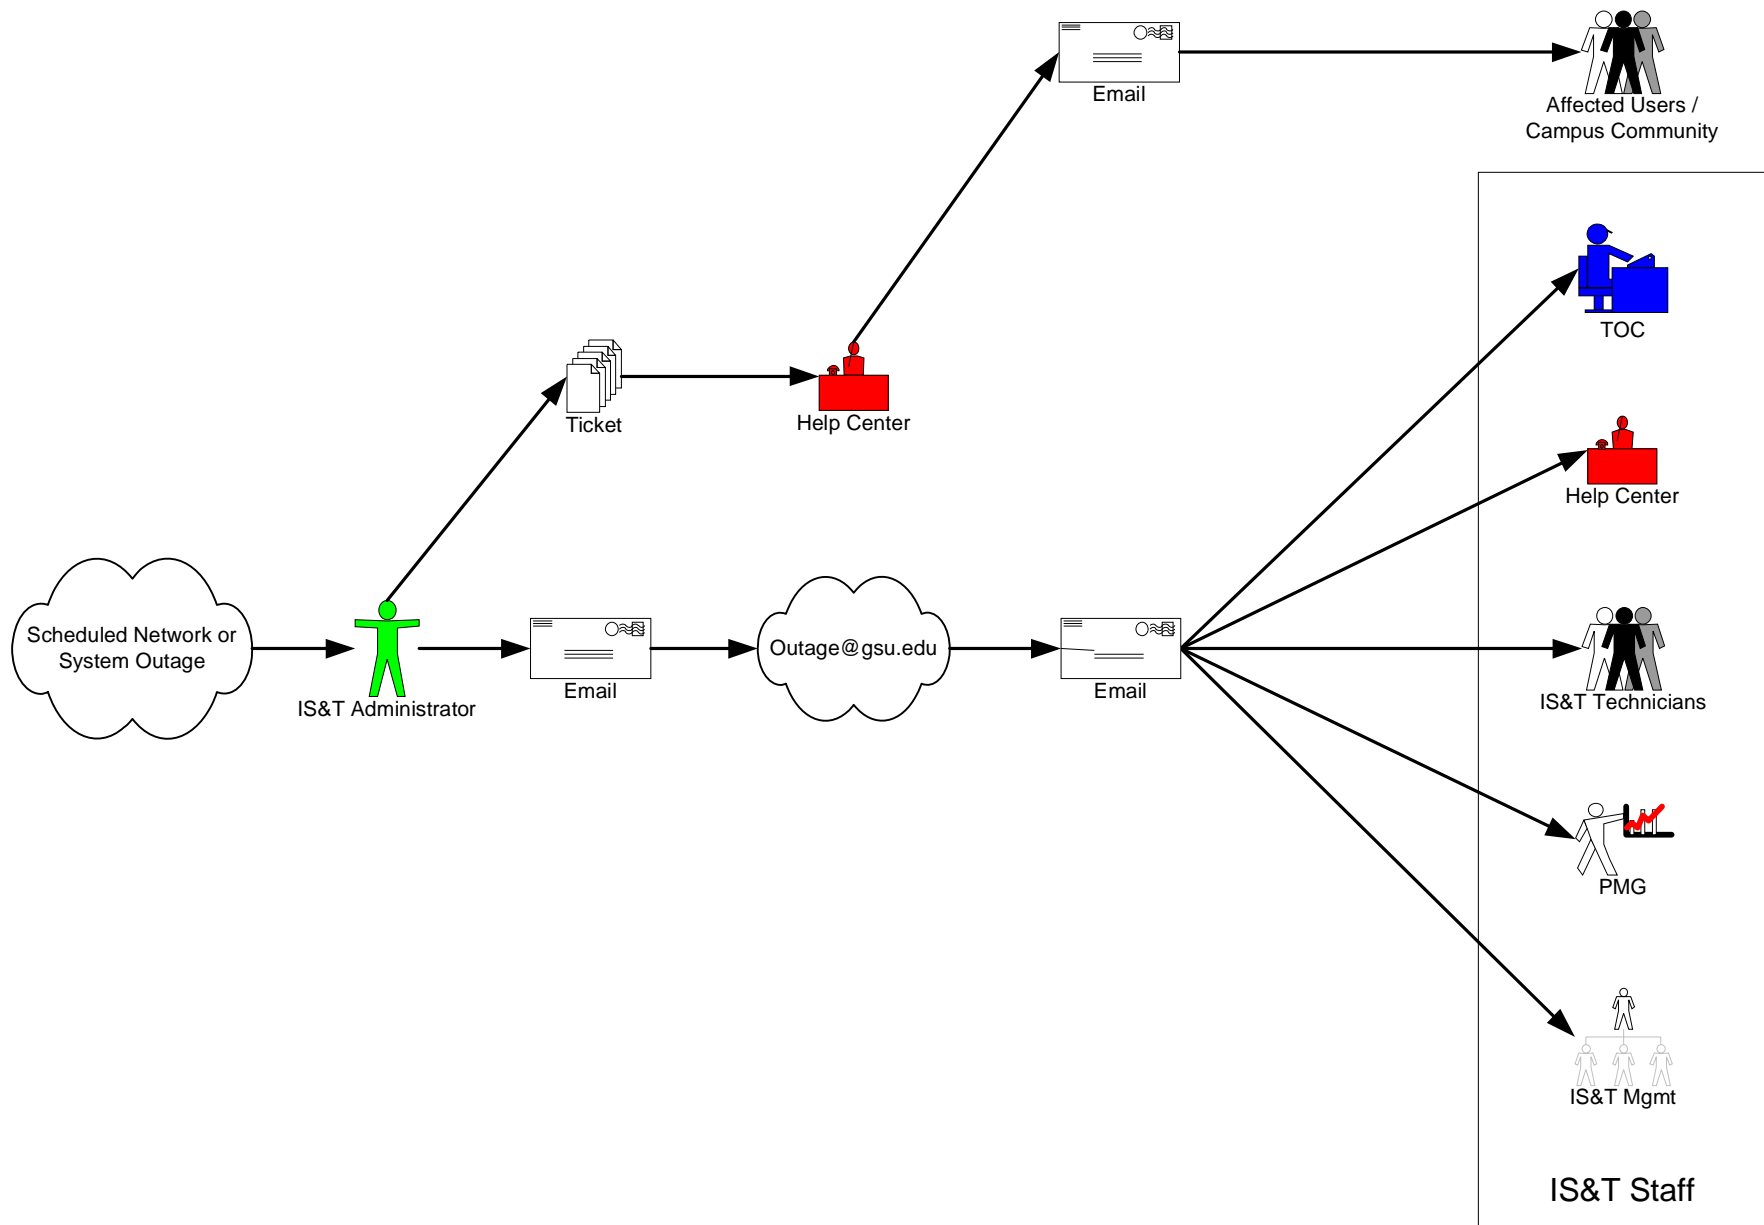 Email
Affected Users /
Campus Community
TOC
Ticket
Help Center
Help Center
Scheduled Network or
System Outage
IS&T Administrator
Email
Outage@gsu.edu
Email
IS&T Technicians
PMG
IS&T Mgmt
IS&T Staff